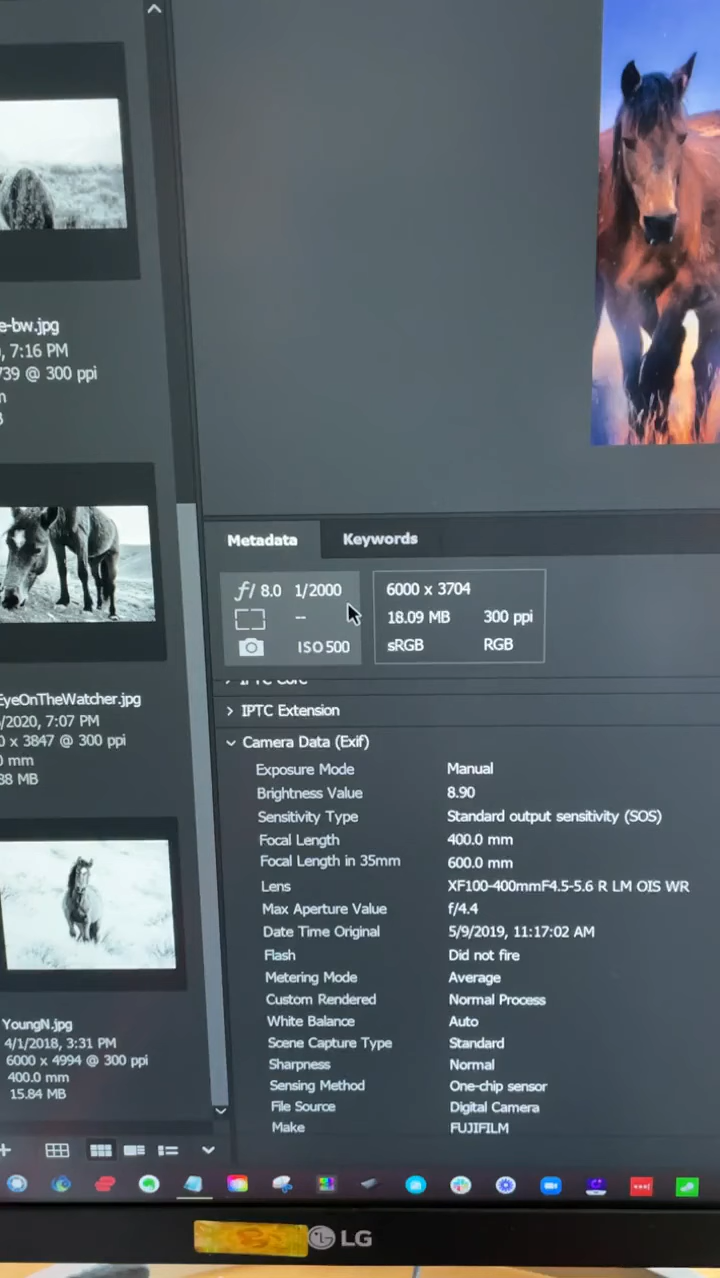 e-bw.jpg
, 7:16 PM
739 @ 300 ppi
m
B
EyeOnTheWatcher.jpg
/2020, 7:07 PM
0 x 3847 @ 300 ppi
0 mm
38 MB
YoungN.jpg
4/1/2018, 3:31 PM
6000 x 4994 @ 300 ppi
400.0 mm
15.84 MB
Metadata Keywords
f/ 8.0 1/2000
--
ISO 500
6000 x 3704
18.09 MB 300 ppi
sRGB RGB
IPTC Core
IPTC Extension
Camera Data (Exif)
Exposure Mode Manual
Brightness Value 8.90
Sensitivity Type Standard output sensitivity (SOS)
Focal Length 400.0 mm
Focal Length in 35mm 600.0 mm
Lens XF100-400mmF4.5-5.6 R LM OIS WR
Max Aperture Value f/4.4
Date Time Original 5/9/2019, 11:17:02 AM
Flash Did not fire
Metering Mode Average
Custom Rendered Normal Process
White Balance Auto
Scene Capture Type Standard
Sharpness Normal
Sensing Method One-chip sensor
File Source Digital Camera
Make FUJIFILM
LG